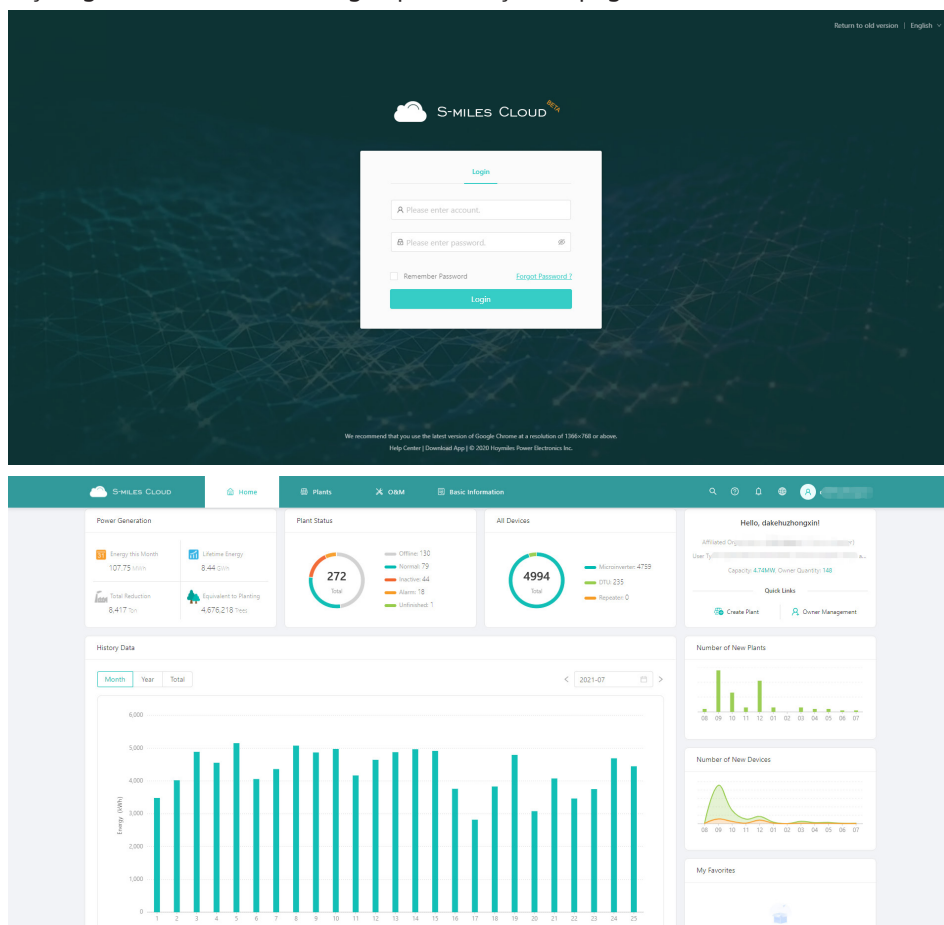 Return to old version | English
S-MILES CLOUD BETA
Login
Please enter account.
Please enter password.
Remember Password Forgot Password ?
Login
We recommend that you use the latest version of Google Chrome at a resolution of 1366×768 or above.
Help Center | Download App | © 2020 Hoymiles Power Electronics Inc.
S-MILES CLOUD Home Plants O&M Basic Information
Power Generation
Energy this Month
107.75 MWh
Lifetime Energy
8.44 GWh
Total Reduction
8,417 Ton
Equivalent to Planting
4,676,218 Trees
Plant Status
272
Total
Offline: 130
Normal: 79
Inactive: 44
Alarm: 18
Unfinished: 1
All Devices
4994
Total
Microinverter: 4759
DTU: 235
Repeater: 0
Hello, dakehuzhongxin!
Affiliated Org
User Ty
Capacity: 4.74MW, Owner Quantity: 148
Quick Links
Create Plant Owner Management
History Data
Month Year Total
< 2021-07 >
6,000
5,000
4,000
3,000
2,000
1,000
0
Energy (kWh)
1 2 3 4 5 6 7 8 9 10 11 12 13 14 15 16 17 18 19 20 21 22 23 24 25
Number of New Plants
08 09 10 11 12 01 02 03 04 05 06 07
Number of New Devices
08 09 10 11 12 01 02 03 04 05 06 07
My Favorites